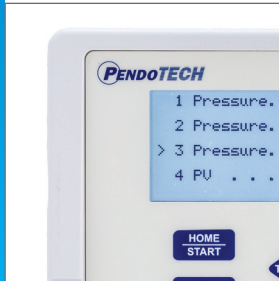 PENDOTECH
1 Pressure.
2 Pressure.
> 3 Pressure.
4 PV . . .
HOME
START